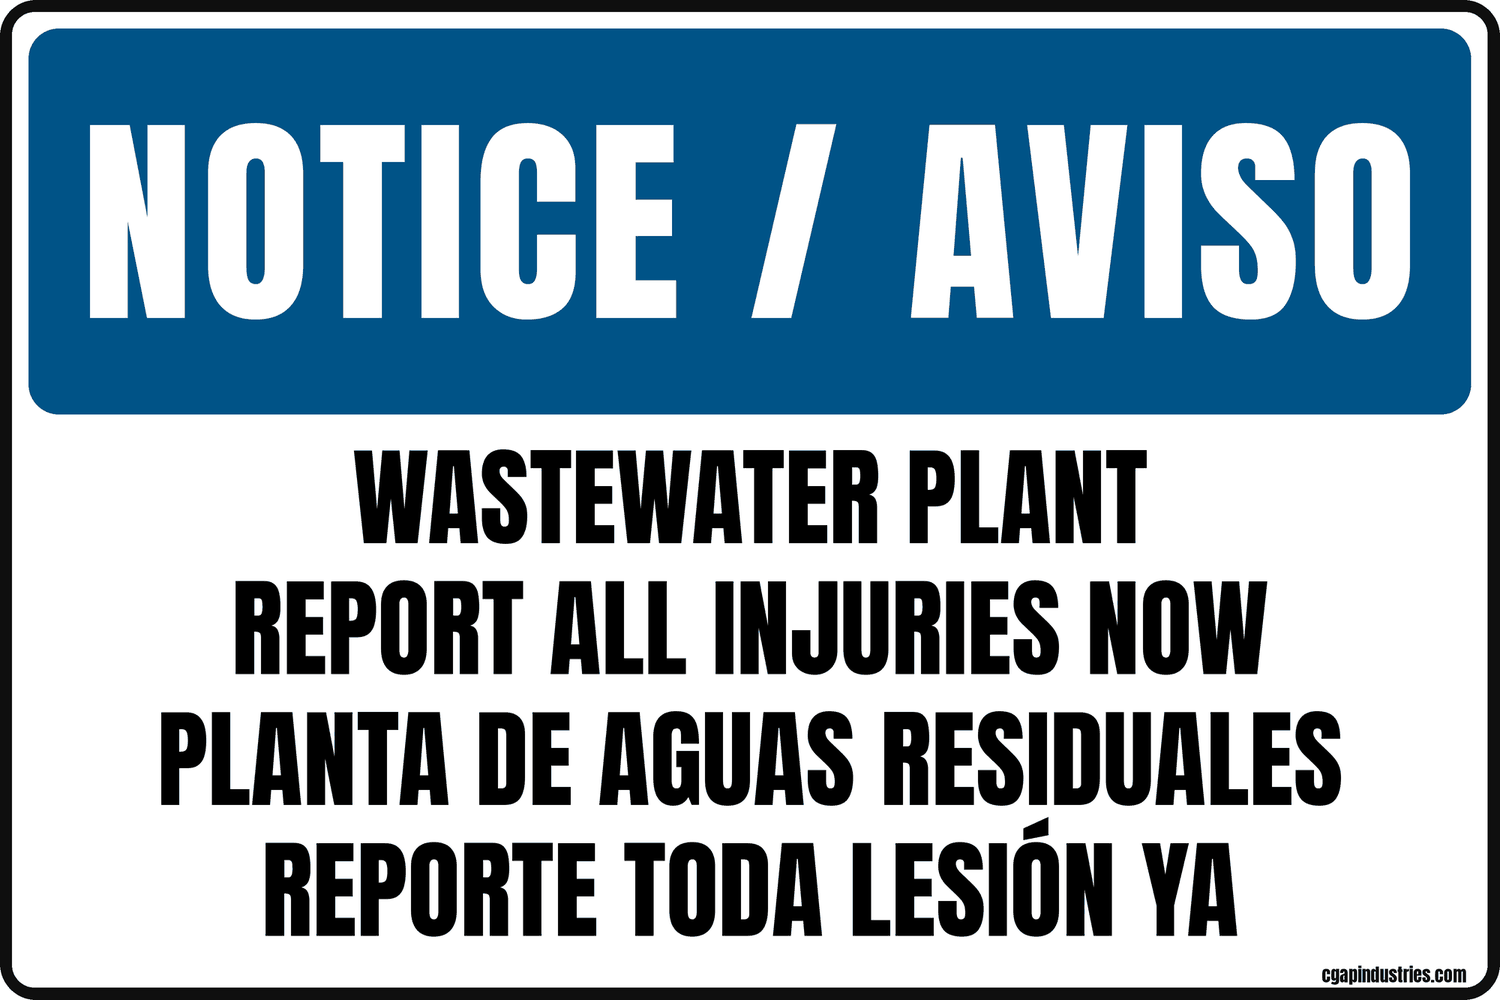 NOTICE / AVISO
WASTEWATER PLANT
REPORT ALL INJURIES NOW
PLANTA DE AGUAS RESIDUALES
REPORTE TODA LESIÓN YA
cgapindustries.com